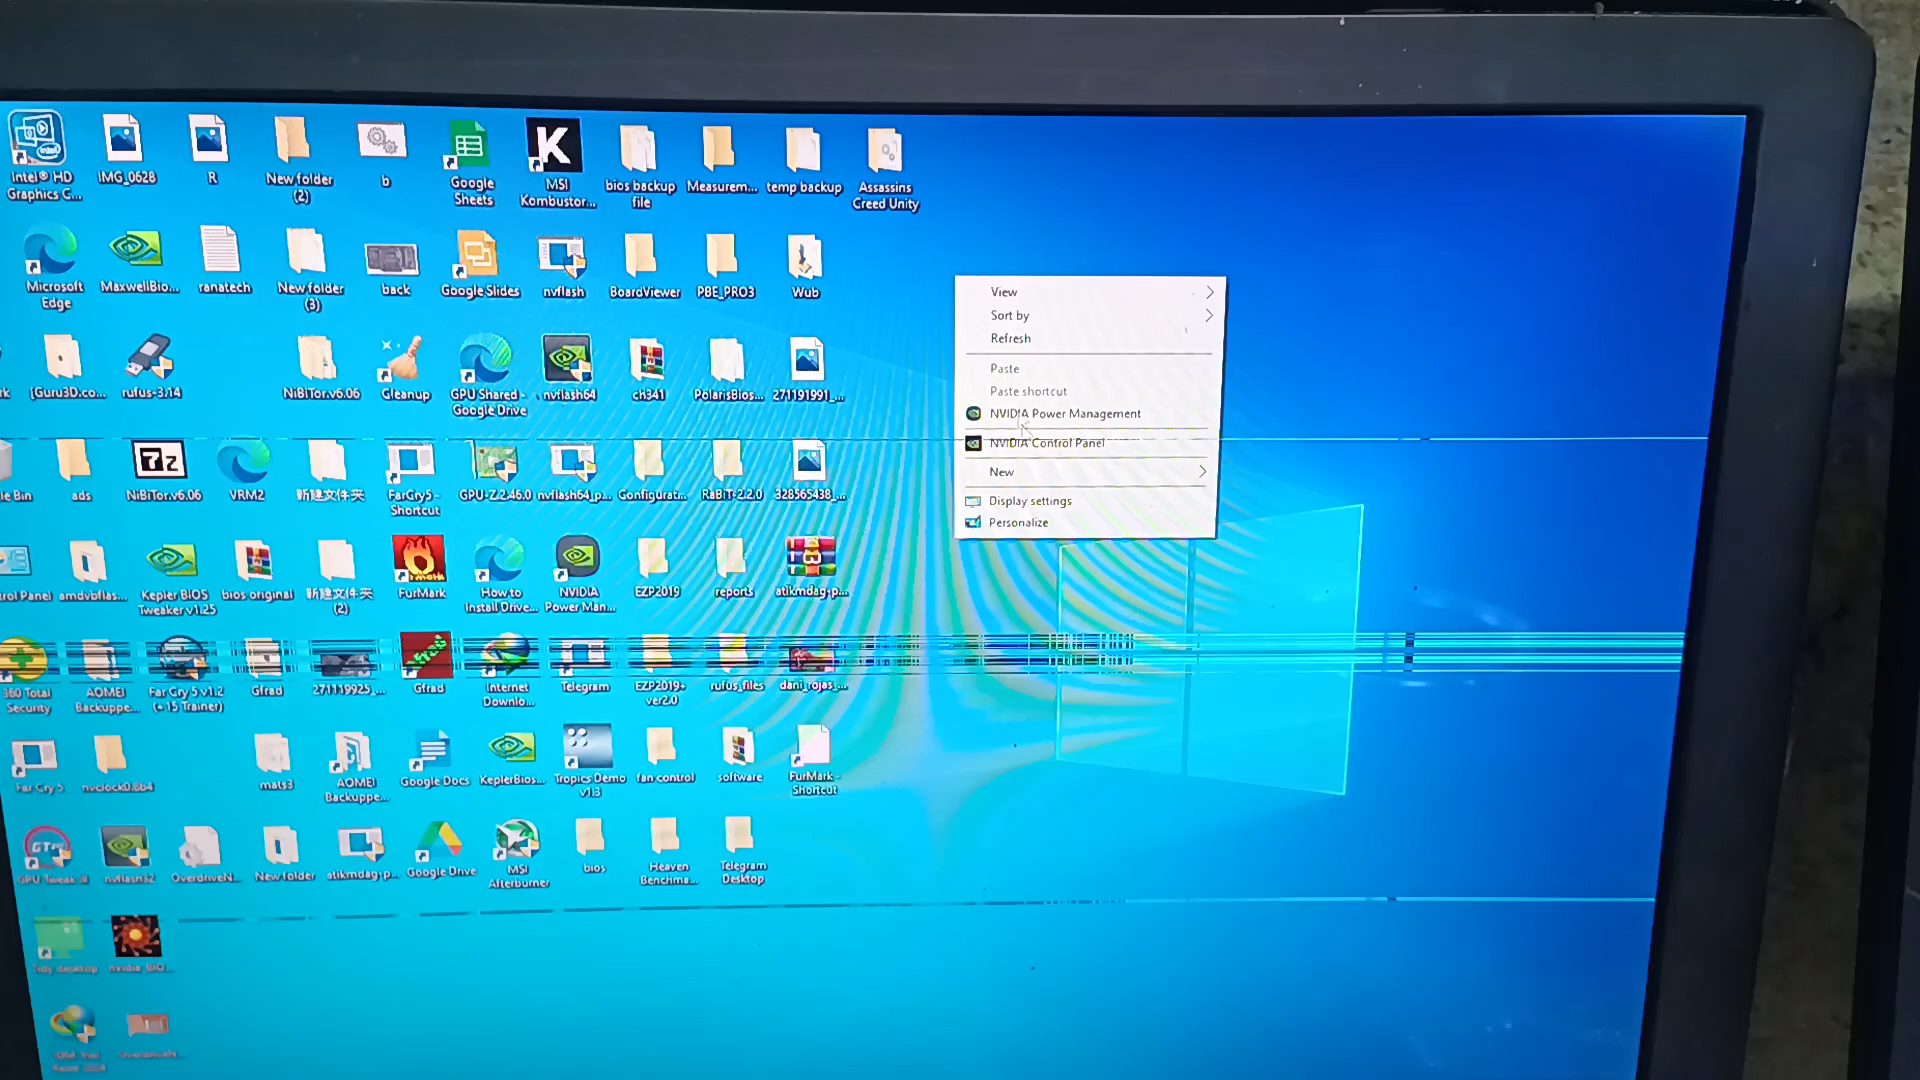 Intel® HD
Graphics C...
IMG_0628
R
New folder
(2)
b
Google
Sheets
MSI
Kombustor...
bios backup
file
Measurem...
temp backup
Assassins
Creed Unity
Microsoft
Edge
MaxwellBio...
ranatech
New folder
(3)
back
Google Slides
nvflash
BoardViewer
PBE_PRO3
Wub
[Guru3D.co...
rufus-3.14
NiBiTor.v6.06
Cleanup
GPU Shared -
Google Drive
nvflash64
ch341
PolarisBios...
271191991_...
le Bin
ads
NiBiTor.v6.06
VRM2
新建文件夹
FarCry5 -
Shortcut
GPU-Z.2.46.0
nvflash64_p...
Configurat...
RaBiT-2.2.0
328565438_...
rol Panel
amdvbflas...
Kepler BIOS
Tweaker v1.25
bios original
新建文件夹
(2)
FurMark
How to
Install Drive...
NVIDIA
Power Man...
EZP2019
reports
atikmdag-p...
360 Total
Security
AOMEI
Backuppe...
Far Cry 5 v1.2
(+ 15 Trainer)
Gfrad
271119925_...
Gfrad
Internet
Downlo...
Telegram
EZP2019+
ver2.0
rufus_files
dani_rojas_...
Far Cry 5
nvclock0.8b4
mats3
AOMEI
Backuppe...
Google Docs
KeplerBios...
Tropics Demo
v1.3
fan control
software
FurMark -
Shortcut
GPU Tweak III
nvflash32
OverdriveN...
New folder
atikmdag-p...
Google Drive
MSI
Afterburner
bios
Heaven
Benchma...
Telegram
Desktop
Tidy desktop
nvidia_BIO...
View
Sort by
Refresh
Paste
Paste shortcut
NVIDIA Power Management
NVIDIA Control Panel
New
Display settings
Personalize